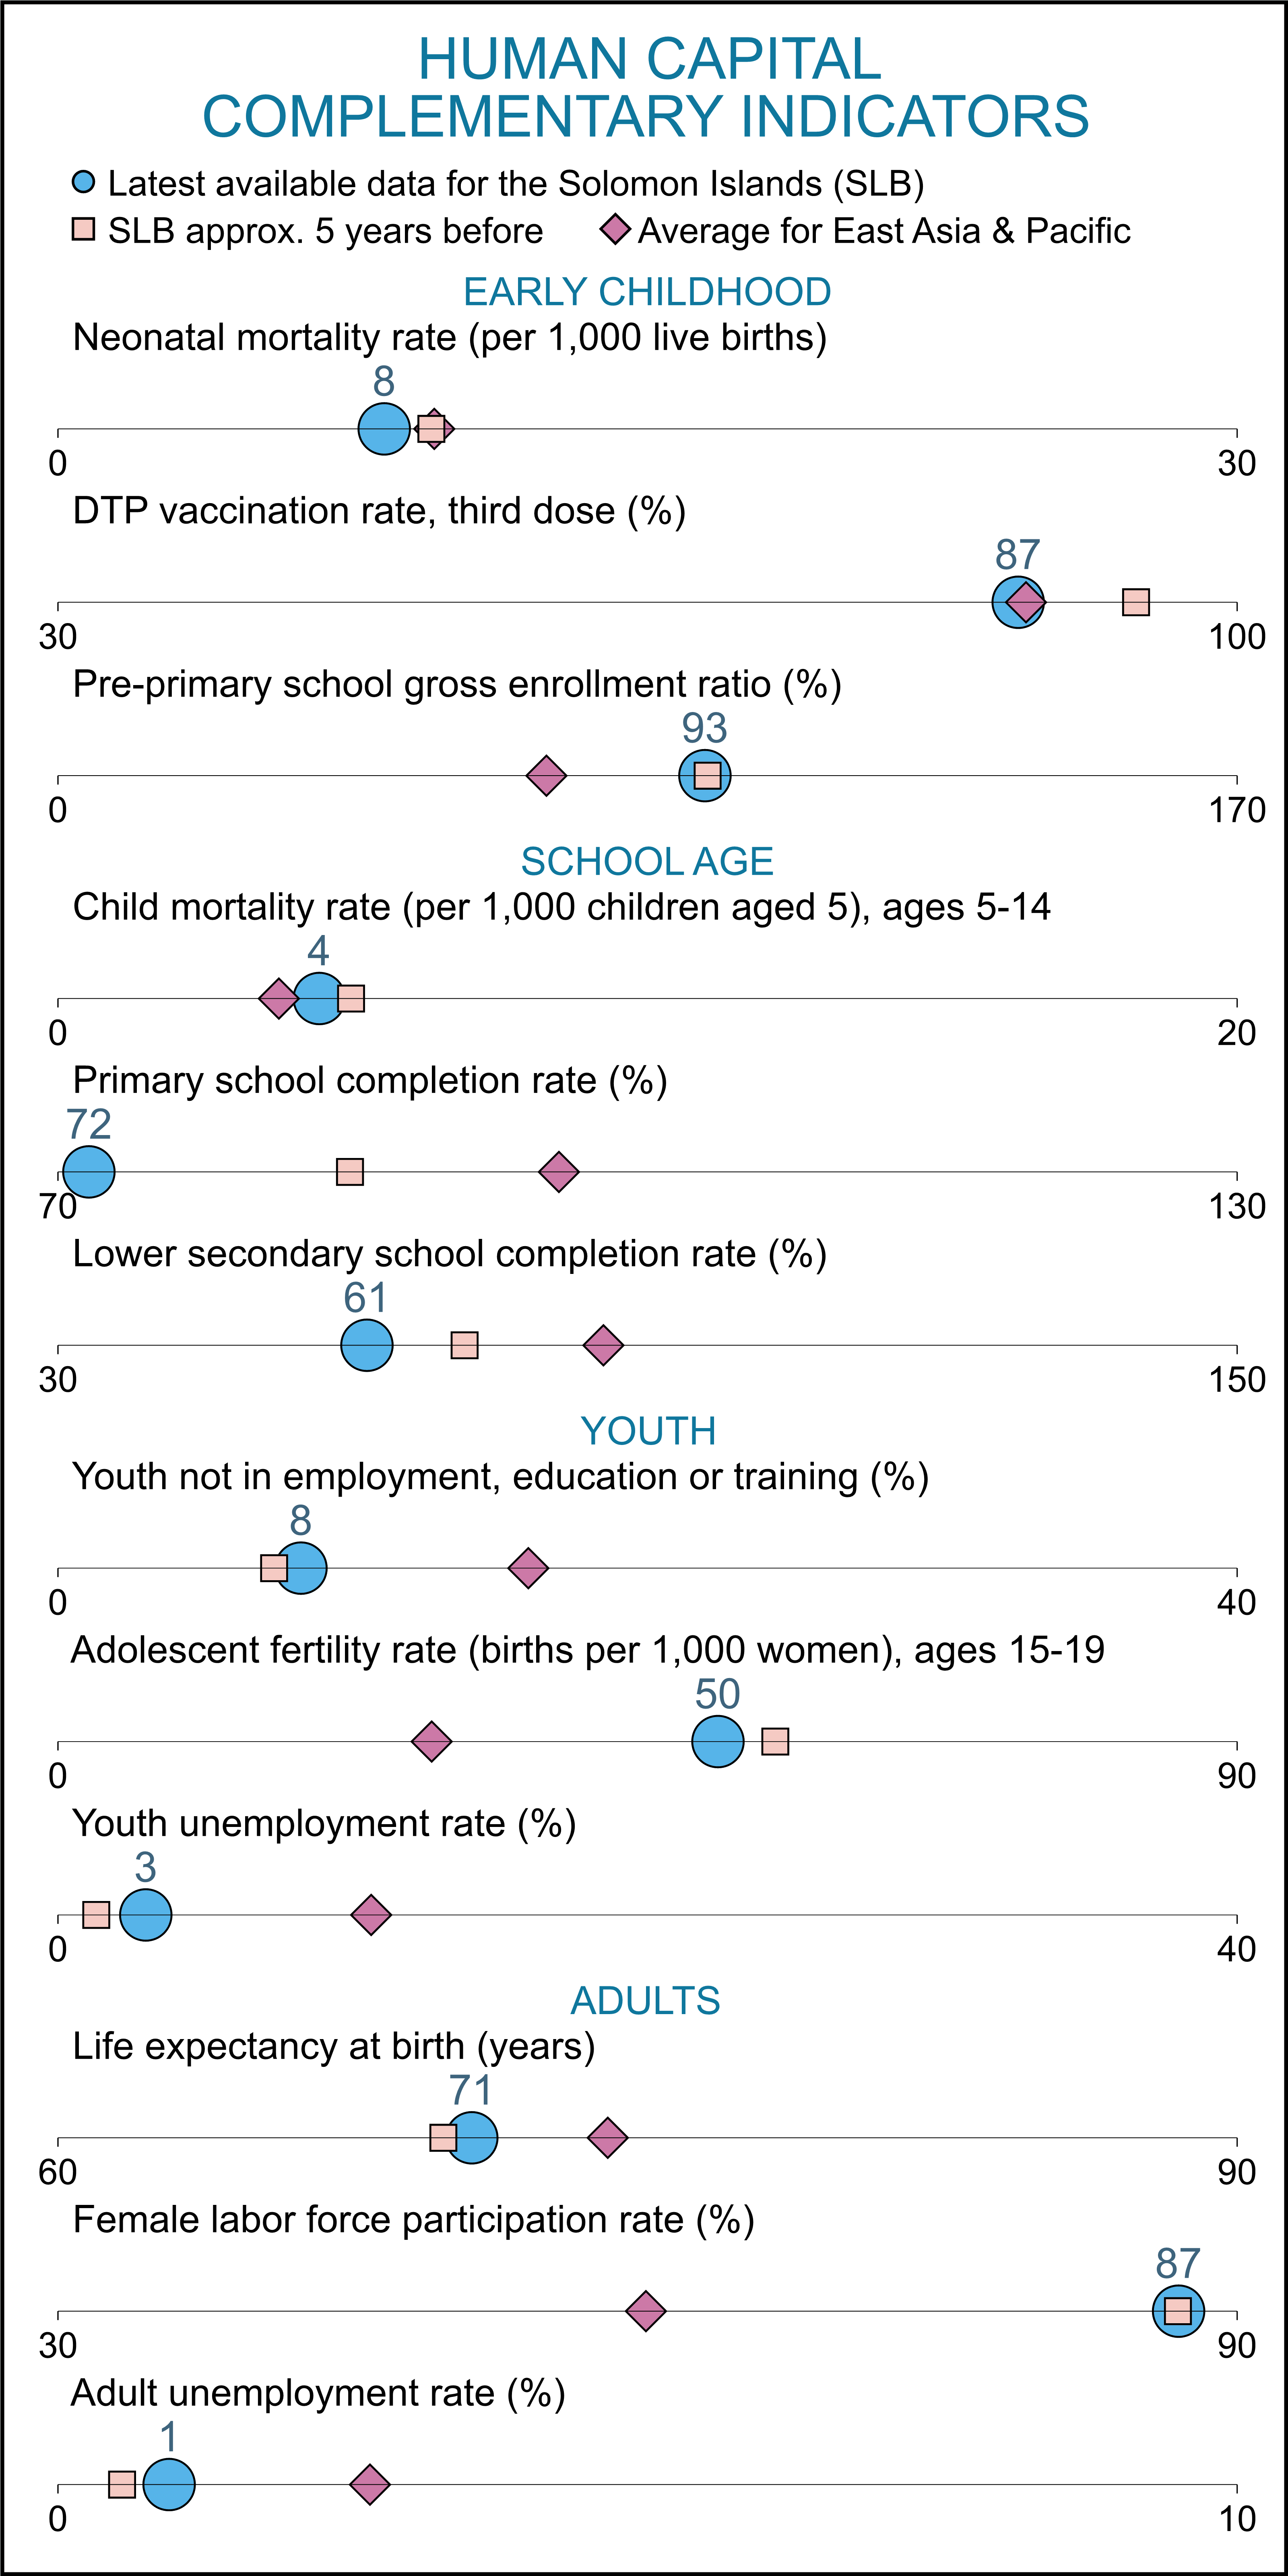 HUMAN CAPITAL
COMPLEMENTARY INDICATORS
Latest available data for the Solomon Islands (SLB)
SLB approx. 5 years before Average for East Asia & Pacific
EARLY CHILDHOOD
Neonatal mortality rate (per 1,000 live births)
8
0 30
DTP vaccination rate, third dose (%)
87
30 100
Pre-primary school gross enrollment ratio (%)
93
0 170
SCHOOL AGE
Child mortality rate (per 1,000 children aged 5), ages 5-14
4
0 20
Primary school completion rate (%)
72
70 130
Lower secondary school completion rate (%)
61
30 150
YOUTH
Youth not in employment, education or training (%)
8
0 40
Adolescent fertility rate (births per 1,000 women), ages 15-19
50
0 90
Youth unemployment rate (%)
3
0 40
ADULTS
Life expectancy at birth (years)
71
60 90
Female labor force participation rate (%)
87
30 90
Adult unemployment rate (%)
1
0 10